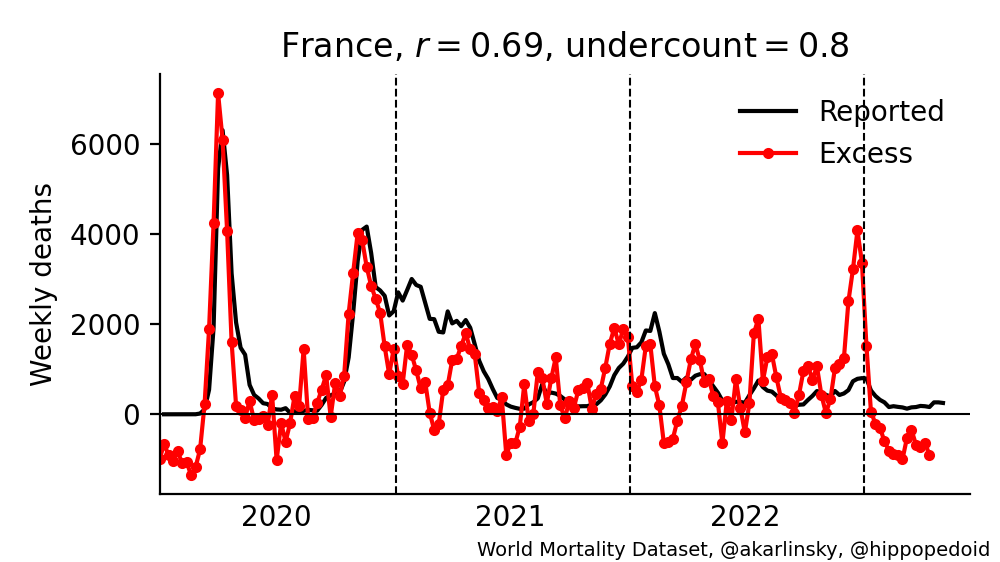 France, r = 0.69, undercount = 0.8
Reported
Excess
Weekly deaths
6000
4000
2000
0
2020 2021 2022
World Mortality Dataset, @akarlinsky, @hippopedoid